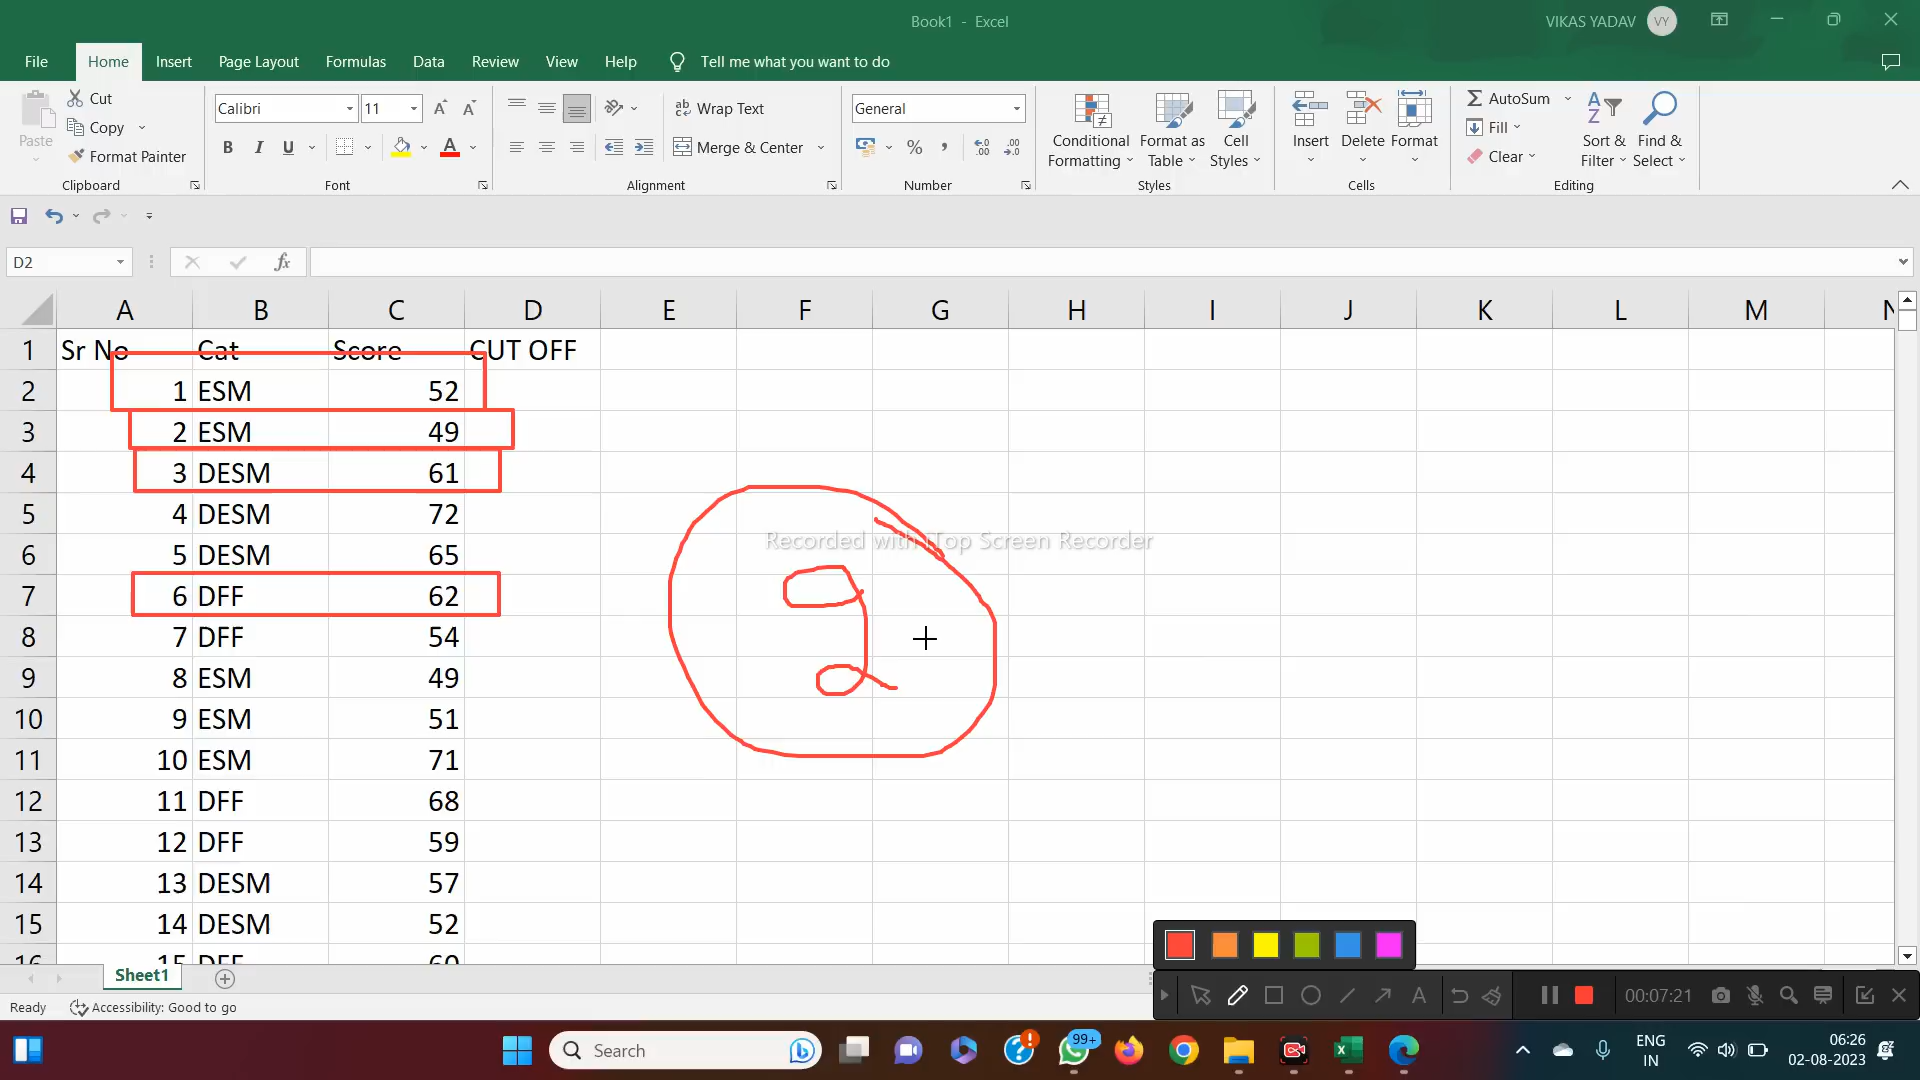 Book1 - Excel
VIKAS YADAV VY
File Home Insert Page Layout Formulas Data Review View Help Tell me what you want to do
Paste Cut Copy Format Painter
Clipboard
Calibri 11
B I U A
Font
Wrap Text
Merge & Center
Alignment
General
% ,
Number
Conditional Formatting
Format as Table
Cell Styles
Styles
Insert Delete Format
Cells
AutoSum
Fill
Clear
Sort & Filter
Find & Select
Editing
D2 fx
A B C D E F G H I J K L M N
1 Sr No Cat Score CUT OFF
2 1 ESM 52
3 2 ESM 49
4 3 DESM 61
5 4 DESM 72
6 5 DESM 65
7 6 DFF 62
8 7 DFF 54
9 8 ESM 49
10 9 ESM 51
11 10 ESM 71
12 11 DFF 68
13 12 DFF 59
14 13 DESM 57
15 14 DESM 52
16 15 DFF 60
Recorded with iTop Screen Recorder
2
Sheet1
Ready Accessibility: Good to go
00:07:21
Search
99+
ENG
IN
06:26
02-08-2023